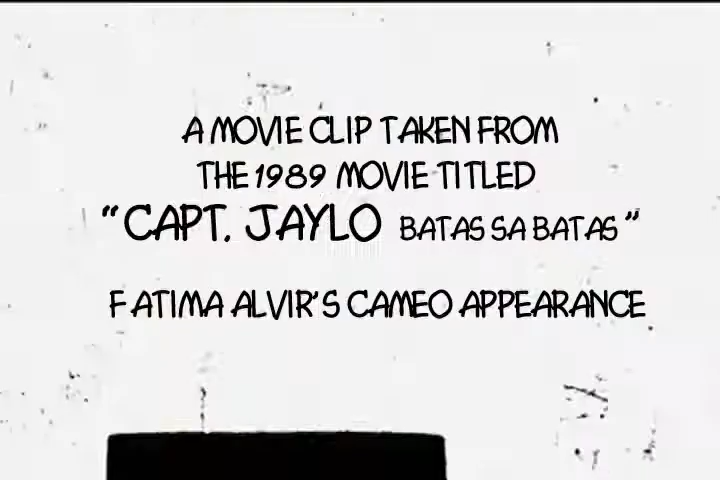 A MOVIE CLIP TAKEN FROM
THE 1989 MOVIE TITLED
"CAPT. JAYLO BATAS SA BATAS"
FATIMA ALVIR'S CAMEO APPEARANCE